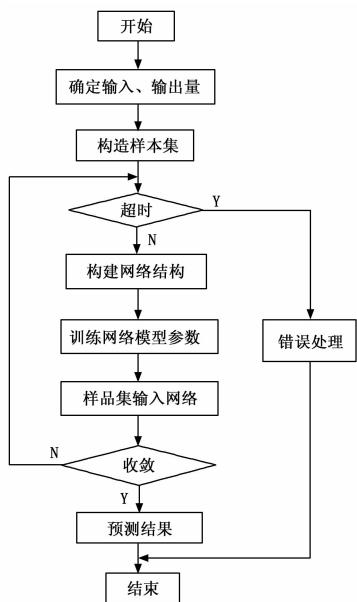 开始
确定输入、输出量
构造样本集
超时
Y
N
构建网络结构
训练网络模型参数
错误处理
样品集输入网络
N
收敛
Y
预测结果
结束